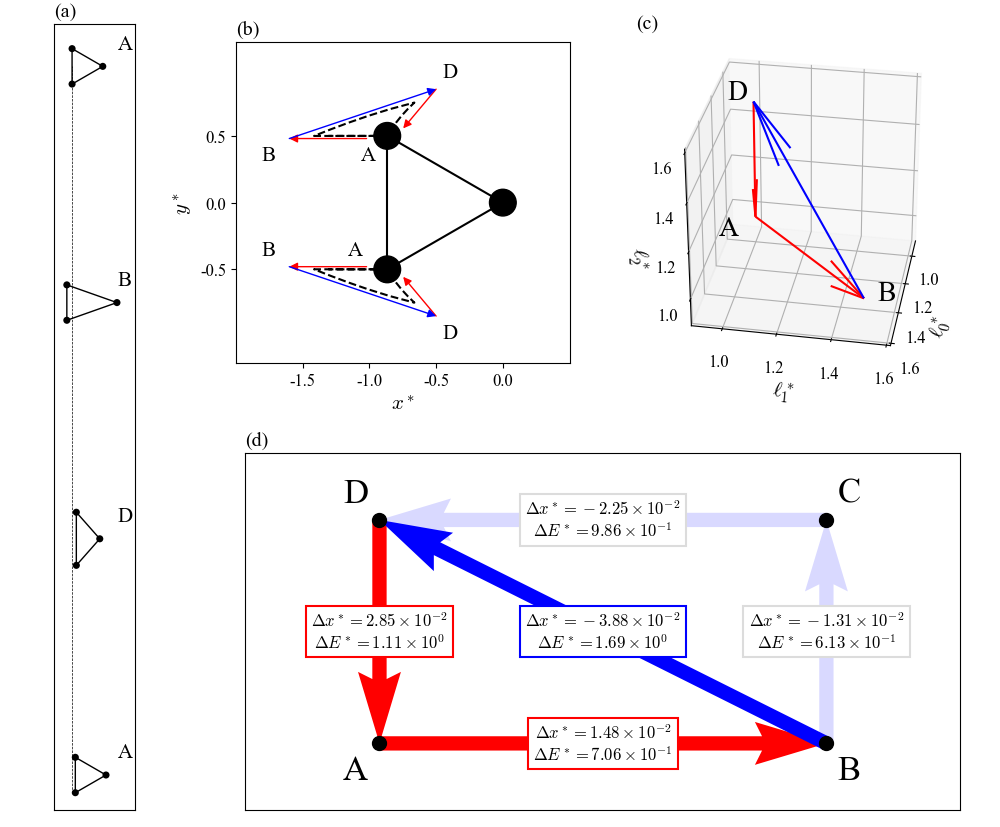 (a)
A
B
D
A
(b)
D
B
A
B
A
D
0.5
0.0
-0.5
y*
-1.5
-1.0
-0.5
0.0
x*
(c)
D
A
B
1.6
1.4
1.2
1.0
ℓ₂*
1.0
1.2
1.4
1.6
ℓ₁*
1.0
1.2
1.4
1.6
ℓ₀*
(d)
D
C
Δx* = −2.25 × 10⁻²
ΔE* = 9.86 × 10⁻¹
Δx* = 2.85 × 10⁻²
ΔE* = 1.11 × 10⁰
Δx* = −3.88 × 10⁻²
ΔE* = 1.69 × 10⁰
Δx* = −1.31 × 10⁻²
ΔE* = 6.13 × 10⁻¹
Δx* = 1.48 × 10⁻²
ΔE* = 7.06 × 10⁻¹
A
B